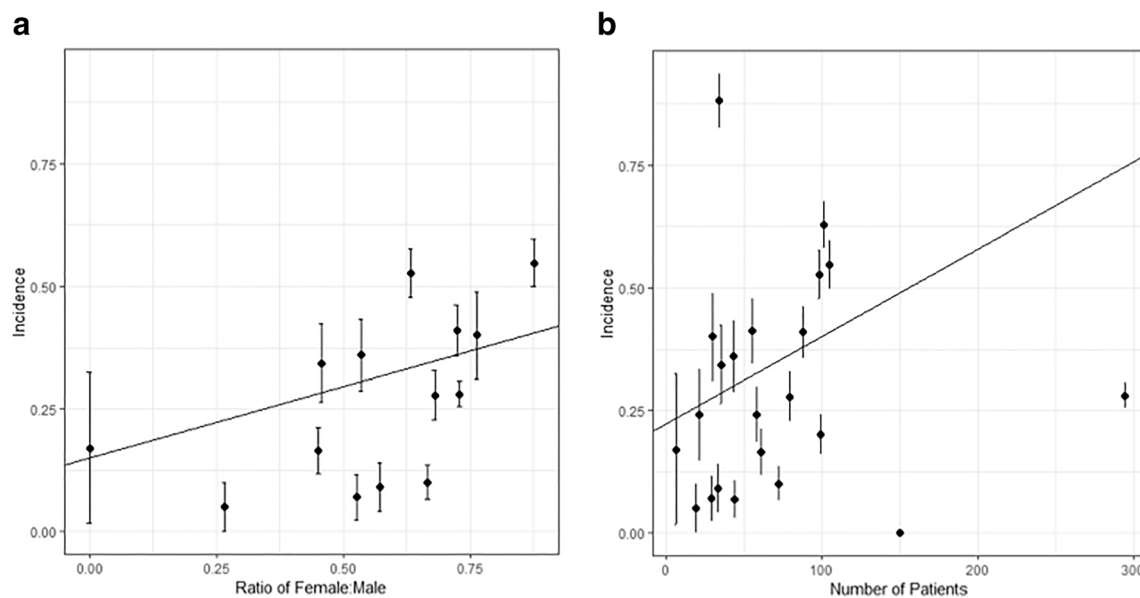 a
b
Incidence
0.75
0.50
0.25
0.00
0.00 0.25 0.50 0.75
Ratio of Female:Male
Incidence
0.75
0.50
0.25
0.00
0 100 200 300
Number of Patients